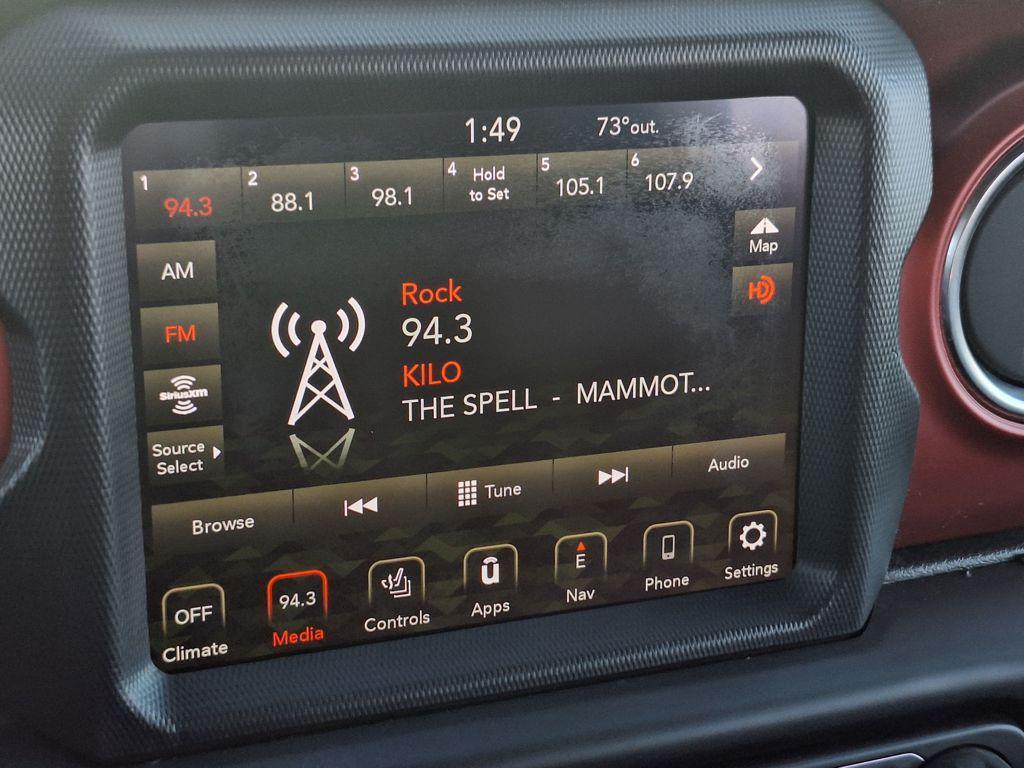 1:49 73°out.
1 94.3 2 88.1 3 98.1 4 Hold to Set 5 105.1 6 107.9
Map
AM
HD
Rock
FM
94.3
KILO
SiriusXM
THE SPELL - MAMMOT...
Source
Select
Browse Tune Audio
OFF 94.3 E
Climate Media Controls Apps Nav Phone Settings